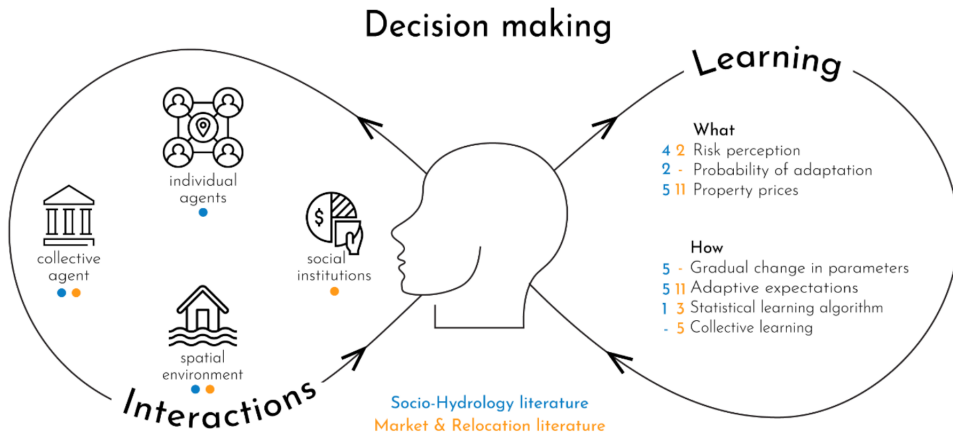 Decision making
Learning
What
4 2 Risk perception
2 - Probability of adaptation
5 11 Property prices
How
5 - Gradual change in parameters
5 11 Adaptive expectations
1 3 Statistical learning algorithm
- 5 Collective learning
individual
agents
collective
agent
$
social
institutions
spatial
environment
Interactions
Socio-Hydrology literature
Market & Relocation literature